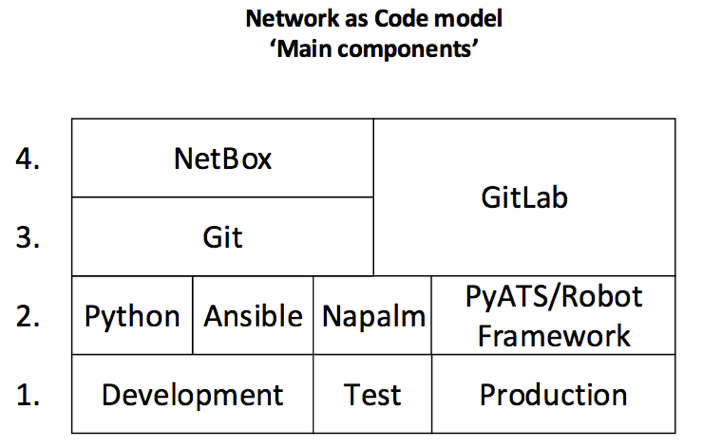 Network as Code model
‘Main components’
4.
NetBox
GitLab
3.
Git
2.
Python
Ansible
Napalm
PyATS/Robot
Framework
1.
Development
Test
Production